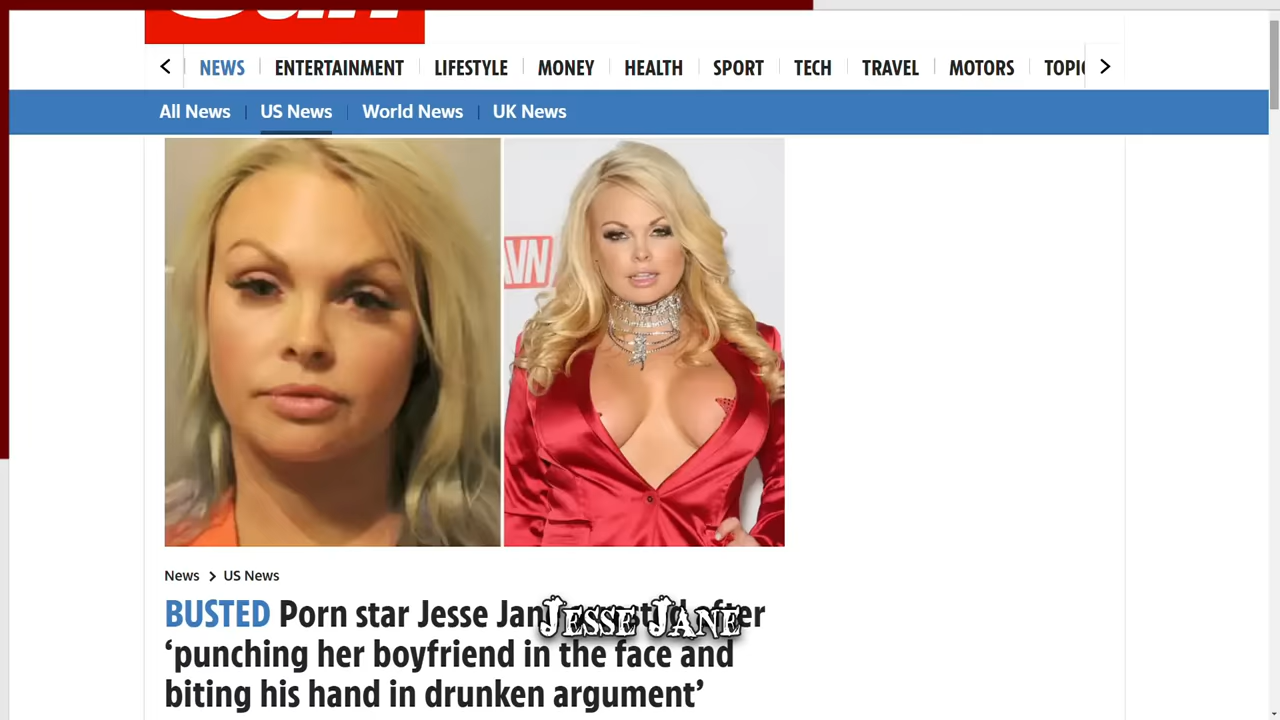 NEWS ENTERTAINMENT LIFESTYLE MONEY HEALTH SPORT TECH TRAVEL MOTORS
All News US News World News UK News
News > US News
BUSTED Porn star Jesse
JESSE JANE
‘punching her boyfriend in the face and
biting his hand in drunken argument’